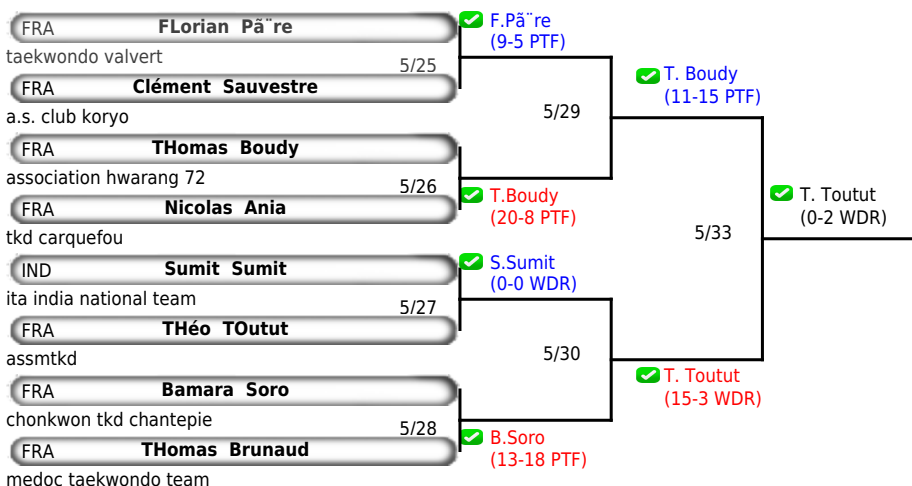 FRA FLorian Pã¨re
taekwondo valvert
5/25
FRA Clément Sauvestre
a.s. club koryo
FRA THomas Boudy
association hwarang 72
5/26
FRA Nicolas Ania
tkd carquefou
IND Sumit Sumit
ita india national team
5/27
FRA THéo TOutut
assmtkd
FRA Bamara Soro
chonkwon tkd chantepie
5/28
FRA THomas Brunaud
medoc taekwondo team
F.Pã¨re
(9-5 PTF)
5/29
T.Boudy
(20-8 PTF)
S.Sumit
(0-0 WDR)
5/30
B.Soro
(13-18 PTF)
T. Boudy
(11-15 PTF)
5/33
T. Toutut
(15-3 WDR)
T. Toutut
(0-2 WDR)